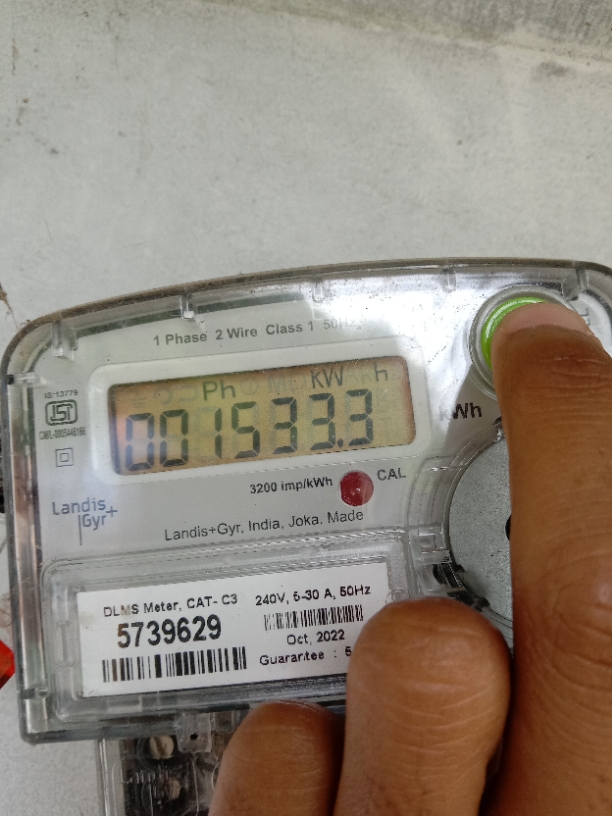 1 Phase 2 Wire Class 1 50Hz
IS:13779
Ph KW h
001533.3
kWh
3200 imp/kWh
CAL
Landis
Gyr+
Landis+Gyr, India, Joka, Made
DLMS Meter, CAT- C3
240V, 5-30 A, 50Hz
5739629
Oct, 2022
Guarantee : 5